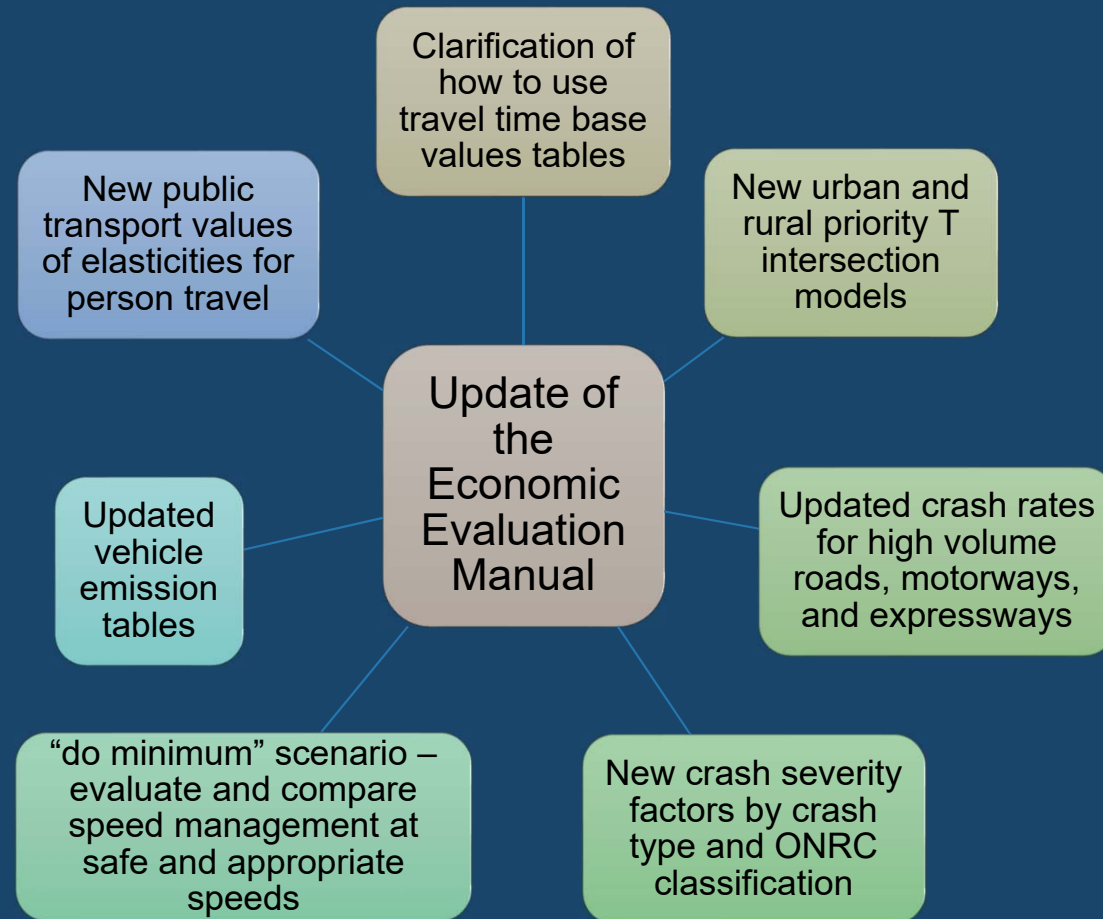 Clarification of
how to use
travel time base
values tables
New urban and
rural priority T
intersection
models
Updated crash rates
for high volume
roads, motorways,
and expressways
New crash severity
factors by crash
type and ONRC
classification
“do minimum” scenario –
evaluate and compare
speed management at
safe and appropriate
speeds
Updated
vehicle
emission
tables
New public
transport values
of elasticities for
person travel
Update of
the
Economic
Evaluation
Manual